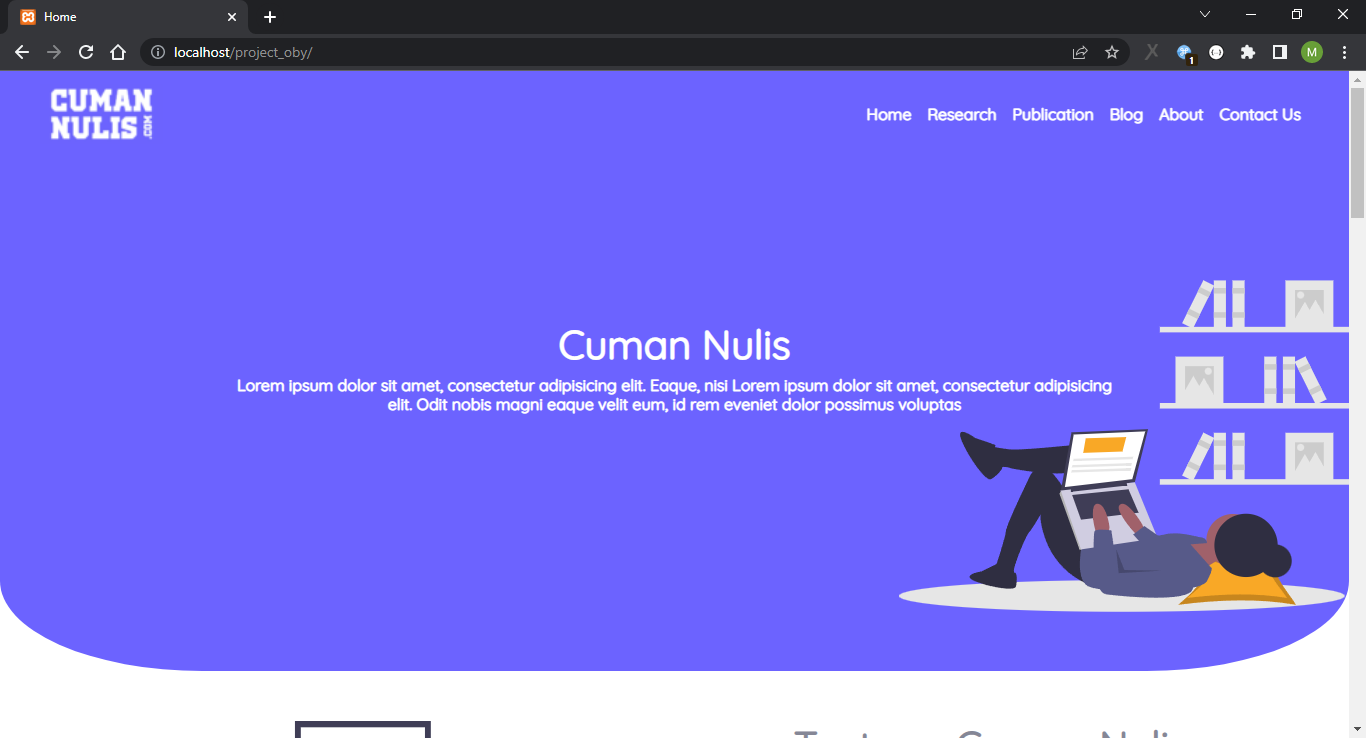 Home
localhost/project_oby/
M
1
CUMAN
NULIS
.COM
Home Research Publication Blog About Contact Us
Cuman Nulis
Lorem ipsum dolor sit amet, consectetur adipisicing elit. Eaque, nisi Lorem ipsum dolor sit amet, consectetur adipisicing
elit. Odit nobis magni eaque velit eum, id rem eveniet dolor possimus voluptas